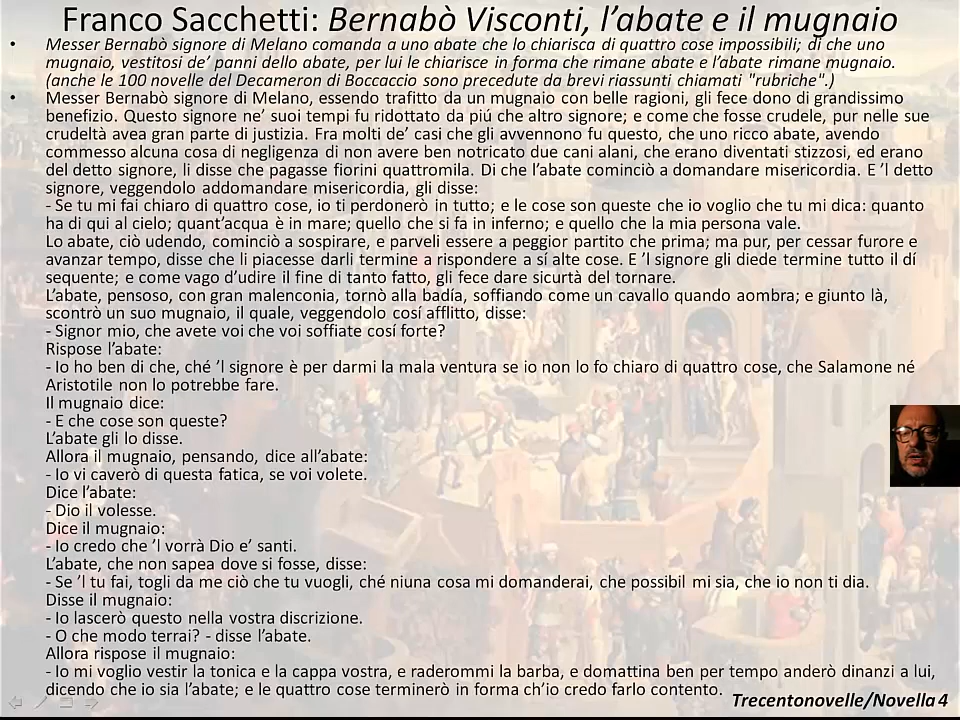 Franco Sacchetti: Bernabò Visconti, l’abate e il mugnaio
• Messer Bernabò signore di Melano comanda a uno abate che lo chiarisca di quattro cose impossibili; di che uno
mugnaio, vestitosi de’ panni dello abate, per lui le chiarisce in forma che rimane abate e l’abate rimane mugnaio.
(anche le 100 novelle del Decameron di Boccaccio sono precedute da brevi riassunti chiamati "rubriche".)
• Messer Bernabò signore di Melano, essendo trafitto da un mugnaio con belle ragioni, gli fece dono di grandissimo
benefizio. Questo signore ne’ suoi tempi fu ridottato da piú che altro signore; e come che fosse crudele, pur nelle sue
crudeltà avea gran parte di justizia. Fra molti de’ casi che gli avvennono fu questo, che uno ricco abate, avendo
commesso alcuna cosa di negligenza di non avere ben notricato due cani alani, che erano diventati stizzosi, ed erano
del detto signore, li disse che pagasse fiorini quattromila. Di che l’abate cominciò a domandare misericordia. E ’l detto
signore, veggendolo addomandare misericordia, gli disse:
- Se tu mi fai chiaro di quattro cose, io ti perdonerò in tutto; e le cose son queste che io voglio che tu mi dica: quanto
ha di qui al cielo; quant’acqua è in mare; quello che si fa in inferno; e quello che la mia persona vale.
Lo abate, ciò udendo, cominciò a sospirare, e parveli essere a peggior partito che prima; ma pur, per cessar furore e
avanzar tempo, disse che li piacesse darli termine a rispondere a sí alte cose. E ’l signore gli diede termine tutto il dí
sequente; e come vago d’udire il fine di tanto fatto, gli fece dare sicurtà del tornare.
L’abate, pensoso, con gran malenconia, tornò alla badía, soffiando come un cavallo quando aombra; e giunto là,
scontrò un suo mugnaio, il quale, veggendolo cosí afflitto, disse:
- Signor mio, che avete voi che voi soffiate cosí forte?
Rispose l’abate:
- Io ho ben di che, ché ’l signore è per darmi la mala ventura se io non lo fo chiaro di quattro cose, che Salamone né
Aristotile non lo potrebbe fare.
Il mugnaio dice:
- E che cose son queste?
L’abate gli lo disse.
Allora il mugnaio, pensando, dice all’abate:
- Io vi caverò di questa fatica, se voi volete.
Dice l’abate:
- Dio il volesse.
Dice il mugnaio:
- Io credo che ’l vorrà Dio e’ santi.
L’abate, che non sapea dove si fosse, disse:
- Se ’l tu fai, togli da me ciò che tu vuogli, ché niuna cosa mi domanderai, che possibil mi sia, che io non ti dia.
Disse il mugnaio:
- Io lascerò questo nella vostra discrizione.
- O che modo terrai? - disse l’abate.
Allora rispose il mugnaio:
- Io mi voglio vestir la tonica e la cappa vostra, e raderommi la barba, e domattina ben per tempo anderò dinanzi a lui,
dicendo che io sia l’abate; e le quattro cose terminerò in forma ch’io credo farlo contento.
Trecentonovelle/Novella 4